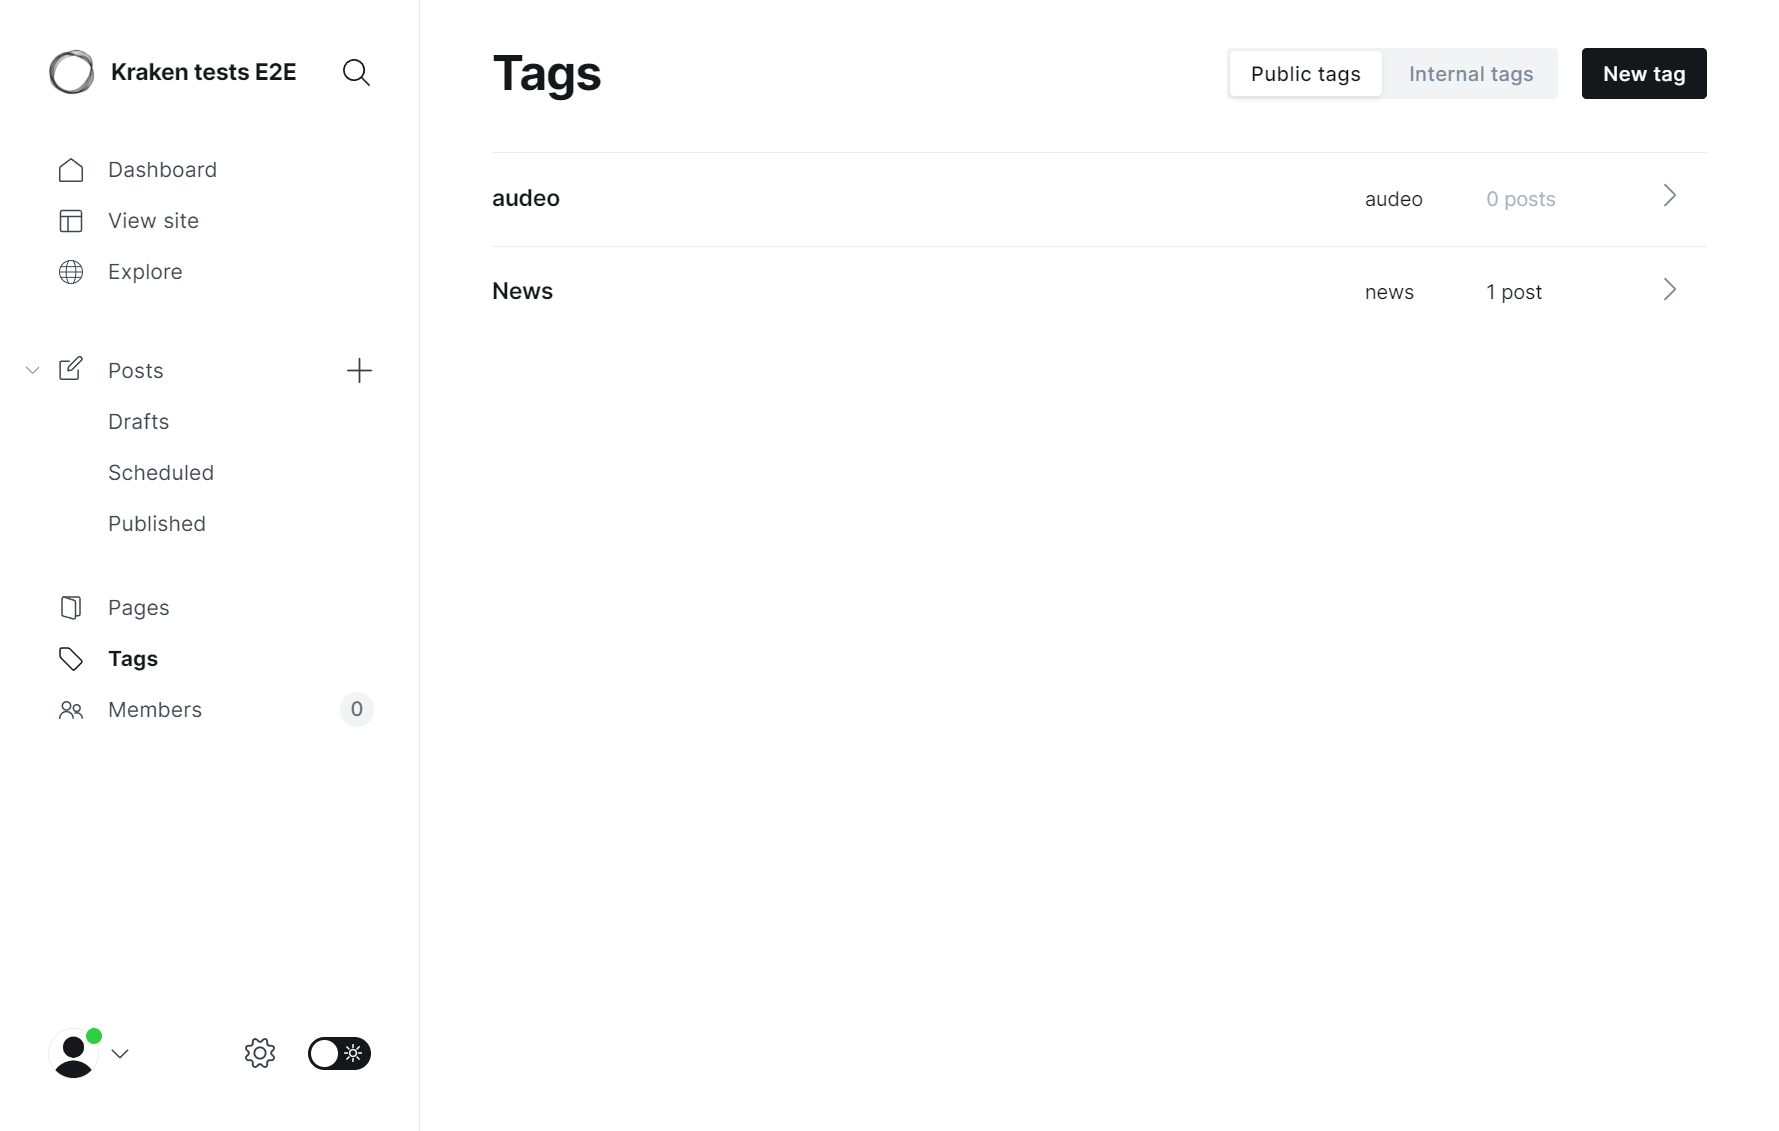 Kraken tests E2E
Dashboard
View site
Explore
Posts
Drafts
Scheduled
Published
Pages
Tags
Members 0
Tags Public tags Internal tags New tag
audeo audeo 0 posts
News news 1 post